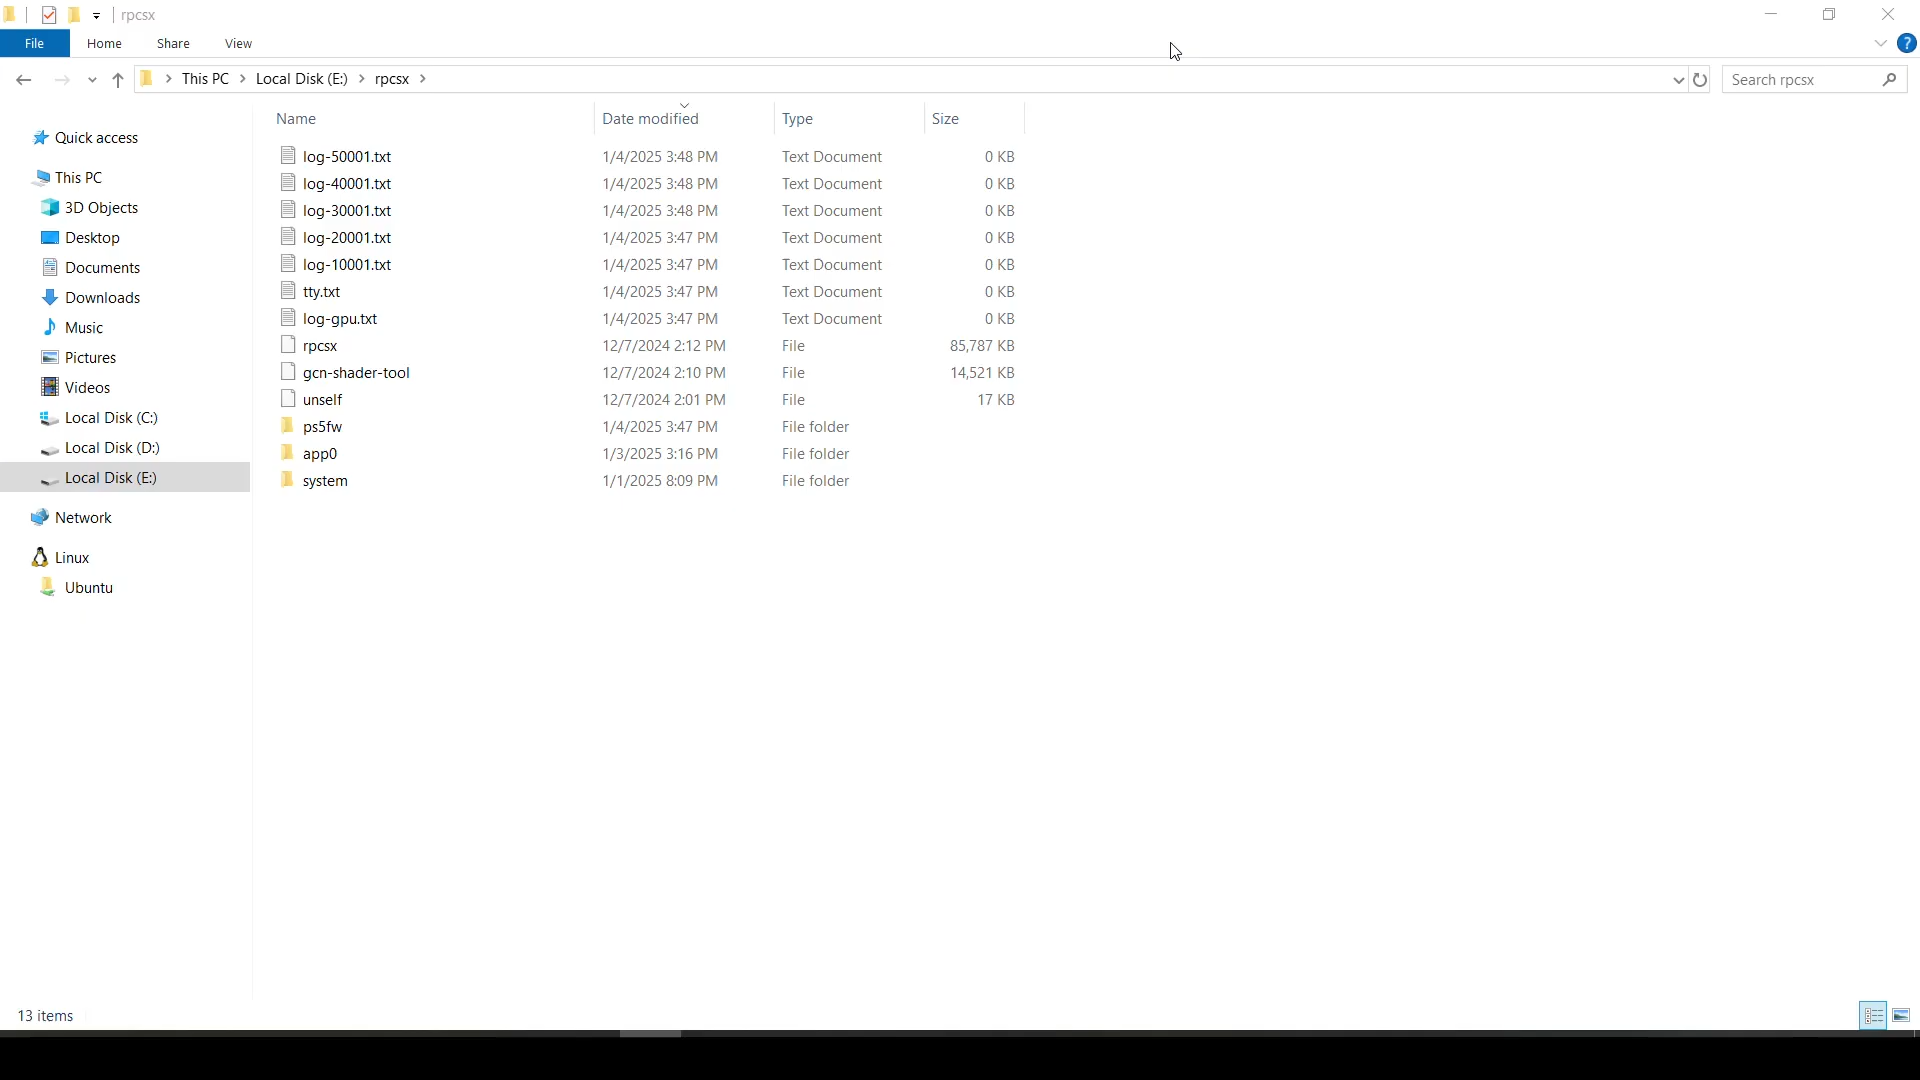 rpcsx
File Home Share View
This PC Local Disk (E:) rpcsx
Search rpcsx
Name Date modified Type Size
Quick access
This PC
3D Objects
Desktop
Documents
Downloads
Music
Pictures
Videos
Local Disk (C:)
Local Disk (D:)
Local Disk (E:)
Network
Linux
Ubuntu
log-50001.txt 1/4/2025 3:48 PM Text Document 0 KB
log-40001.txt 1/4/2025 3:48 PM Text Document 0 KB
log-30001.txt 1/4/2025 3:48 PM Text Document 0 KB
log-20001.txt 1/4/2025 3:47 PM Text Document 0 KB
log-10001.txt 1/4/2025 3:47 PM Text Document 0 KB
tty.txt 1/4/2025 3:47 PM Text Document 0 KB
log-gpu.txt 1/4/2025 3:47 PM Text Document 0 KB
rpcsx 12/7/2024 2:12 PM File 85,787 KB
gcn-shader-tool 12/7/2024 2:10 PM File 14,521 KB
unself 12/7/2024 2:01 PM File 17 KB
ps5fw 1/4/2025 3:47 PM File folder
app0 1/3/2025 3:16 PM File folder
system 1/1/2025 8:09 PM File folder
13 items